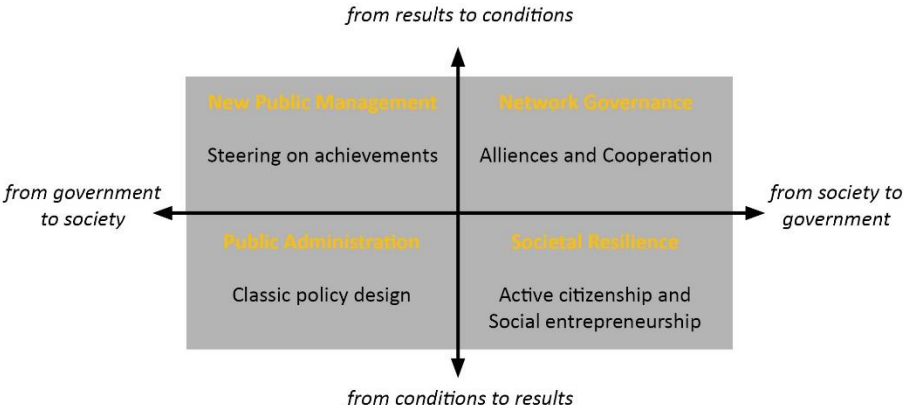 from results to conditions
New Public Management
Network Governance
Steering on achievements
Alliences and Cooperation
from government
to society
from society to
government
Public Administration
Societal Resilience
Classic policy design
Active citizenship and
Social entrepreneurship
from conditions to results